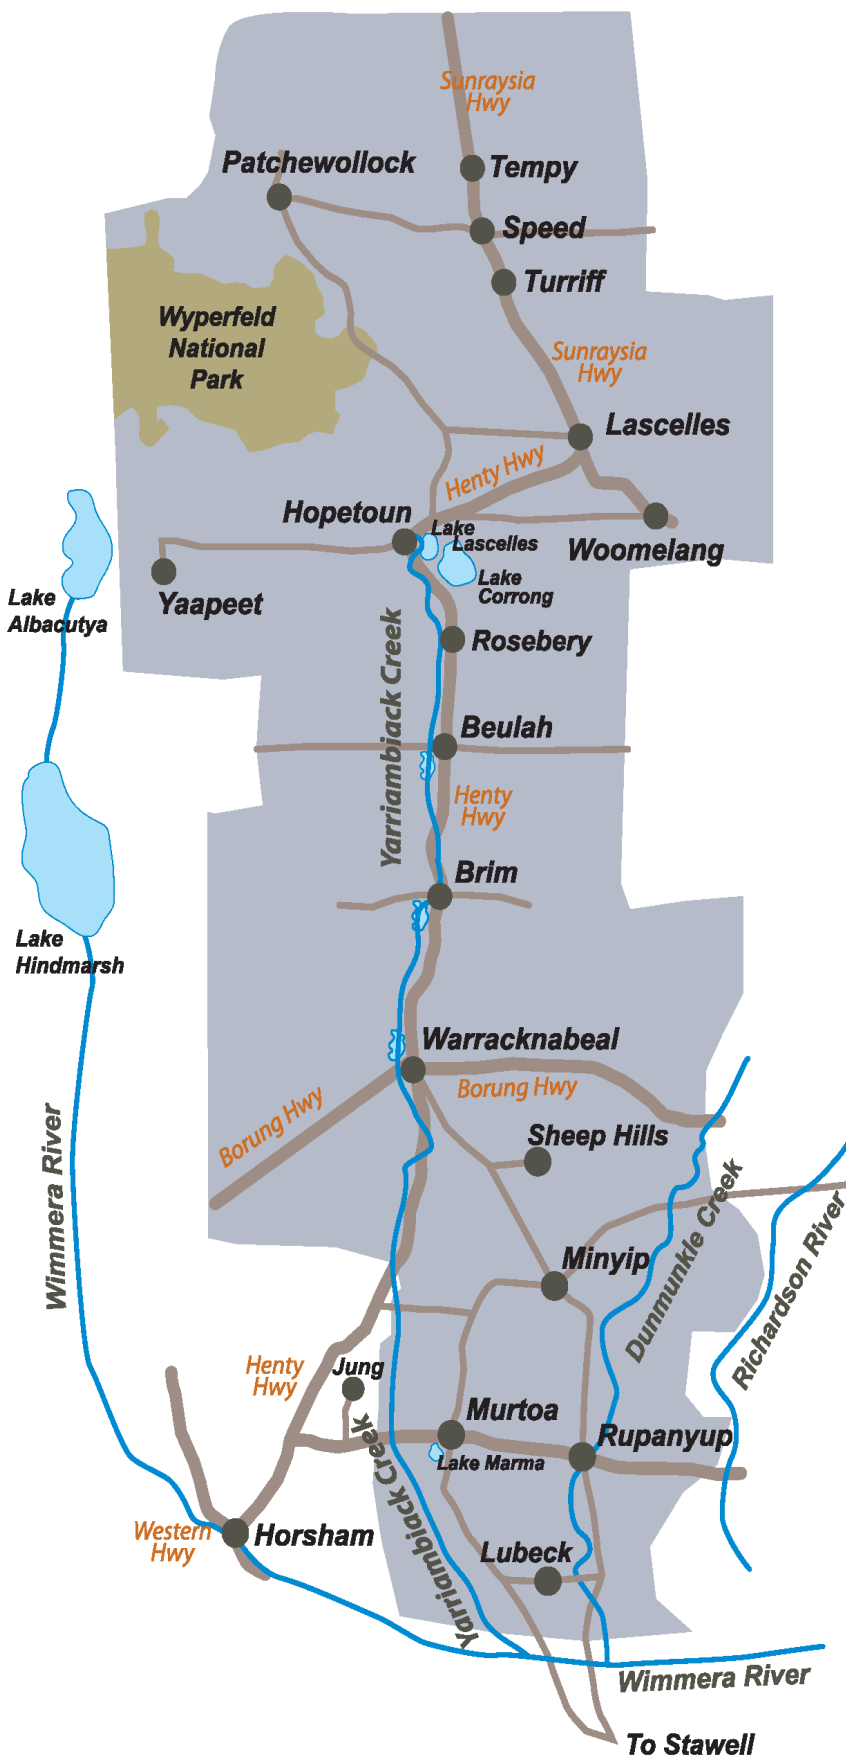 Sunraysia
Hwy
Patchewollock
Tempy
Speed
Turriff
Wyperfeld
National
Park
Sunraysia
Hwy
Lascelles
Henty Hwy
Hopetoun
Lake
Lascelles
Woomelang
Lake
Corrong
Yaapeet
Lake
Albacutya
Rosebery
Yarriambiack Creek
Beulah
Henty
Hwy
Brim
Lake
Hindmarsh
Warracknabeal
Borung Hwy
Borung Hwy
Sheep Hills
Wimmera River
Dunmunkle Creek
Richardson River
Minyip
Henty
Hwy
Jung
Murtoa
Rupanyup
Lake Marma
Yarriambiack Creek
Western
Hwy
Horsham
Lubeck
Wimmera River
To Stawell